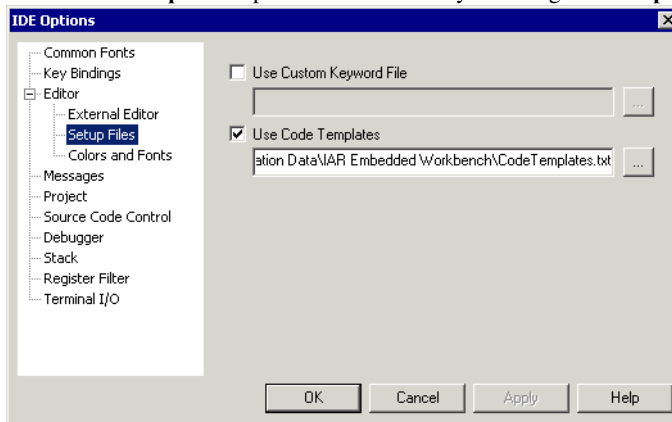 IDE Options
Common Fonts
Key Bindings
Editor
External Editor
Setup Files
Colors and Fonts
Messages
Project
Source Code Control
Debugger
Stack
Register Filter
Terminal I/O
Use Custom Keyword File
...
Use Code Templates
ation Data\IAR Embedded Workbench\CodeTemplates.txt
...
OK Cancel Apply Help